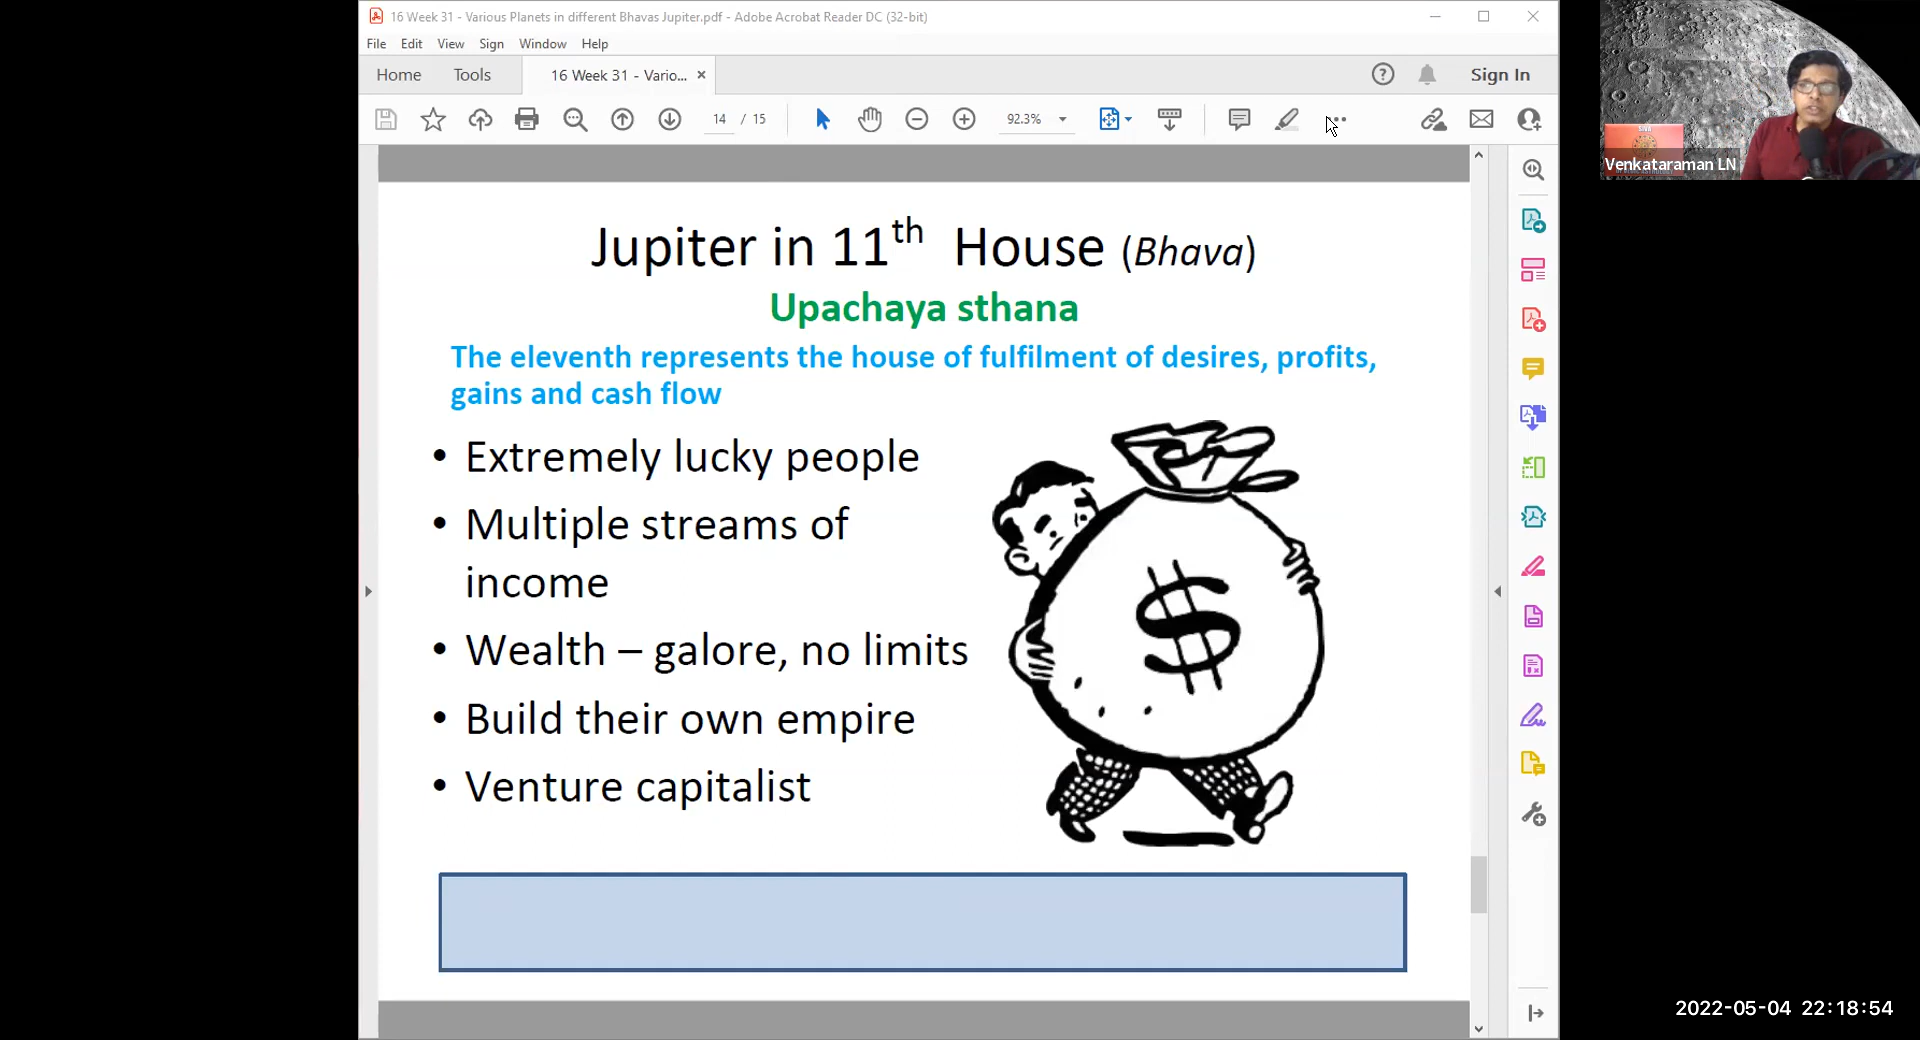 16 Week 31 - Various Planets in different Bhavas Jupiter.pdf - Adobe Acrobat Reader DC (32-bit)
File Edit View Sign Window Help
Home Tools 16 Week 31 - Vario... × Sign In
14 / 15 92.3%
Jupiter in 11th House (Bhava)
Upachaya sthana
The eleventh represents the house of fulfilment of desires, profits,
gains and cash flow
• Extremely lucky people
• Multiple streams of
income
• Wealth – galore, no limits
• Build their own empire
• Venture capitalist
$
Venkataraman LN
2022-05-04 22:18:54